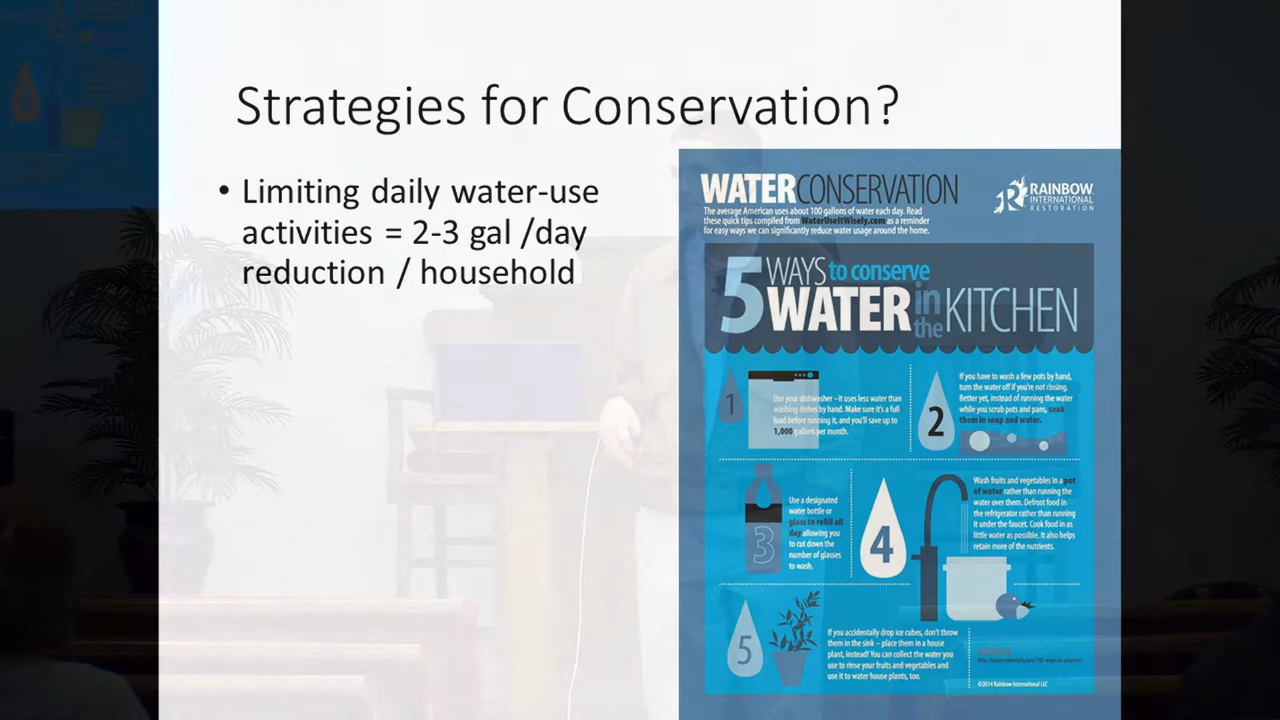 Strategies for Conservation?
• Limiting daily water-use
activities = 2-3 gal /day
reduction / household
WATERCONSERVATION
The average American uses about 100 gallons of water each day. Read
these quick tips compiled from WaterUseItWisely.com as a reminder
for easy ways we can significantly reduce water usage around the home.
RAINBOW
INTERNATIONAL
RESTORATION
5 WAYS to conserve
WATER in the KITCHEN
1
Use your dishwasher –it uses less water than
washing dishes by hand. Make sure it's a full
load before running it, and you'll save up to
1,000 gallons per month.
2
If you have to wash a few pots by hand,
turn the water off if you're not rinsing.
Better yet, instead of running the water
while you scrub pots and pans, soak
them in soap and water.
3
Use a designated
water bottle or
glass to refill all
day allowing you
to cut down the
number of glasses
to wash.
4
Wash fruits and vegetables in a pot
of water rather than running the
water over them. Defrost food in
the refrigerator rather than running
it under the faucet. Cook food in as
little water as possible. It also helps
retain more of the nutrients.
5
If you accidentally drop ice cubes, don't throw
them in the sink – place them in a house
plant, instead! You can collect the water you
use to rinse your fruits and vegetables and
use it to water house plants, too.
©2014 Rainbow International LLC